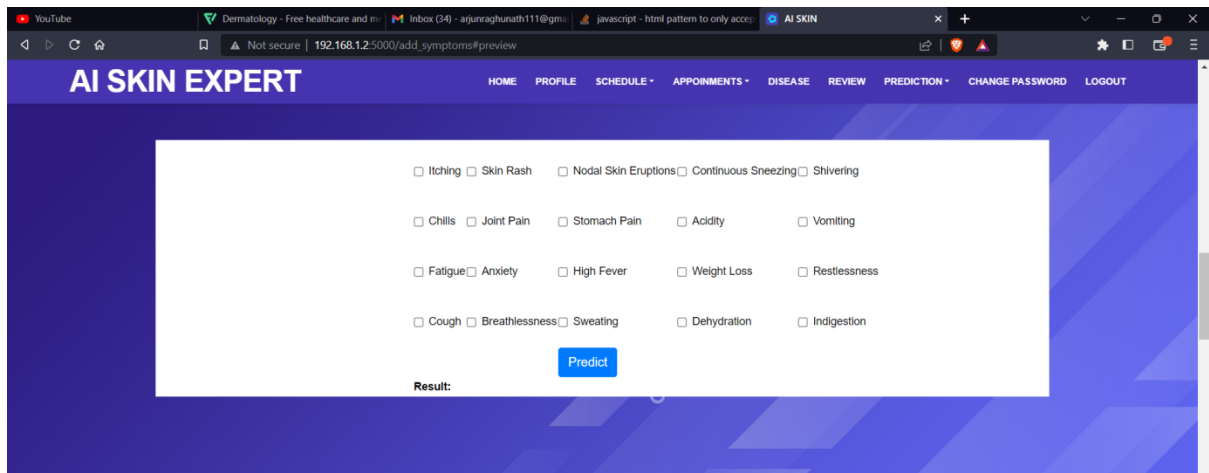 YouTube Dermatology - Free healthcare and me Inbox (34) - arjunraghunath111@gma javascript - html pattern to only accep AI SKIN
Not secure 192.168.1.2:5000/add_symptoms#preview
AI SKIN EXPERT HOME PROFILE SCHEDULE APPOINMENTS DISEASE REVIEW PREDICTION CHANGE PASSWORD LOGOUT
Itching Skin Rash Nodal Skin Eruptions Continuous Sneezing Shivering
Chills Joint Pain Stomach Pain Acidity Vomiting
Fatigue Anxiety High Fever Weight Loss Restlessness
Cough Breathlessness Sweating Dehydration Indigestion
Predict
Result: